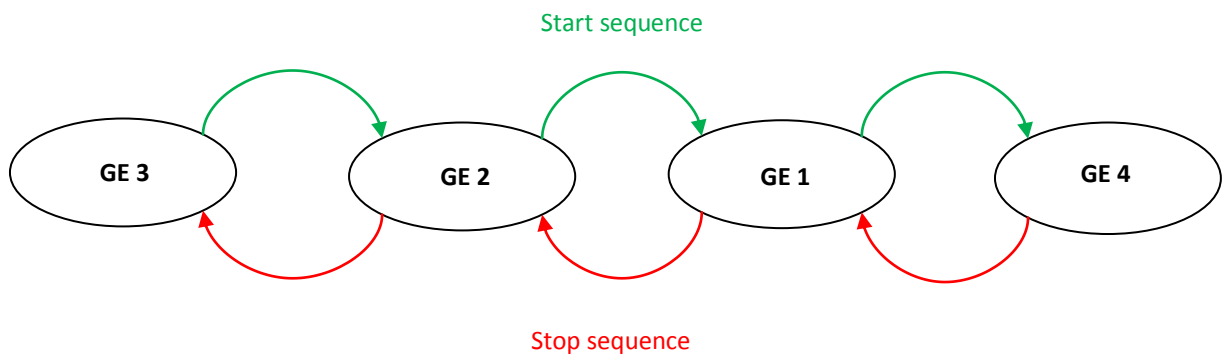 Start sequence
GE 3
GE 2
GE 1
GE 4
Stop sequence